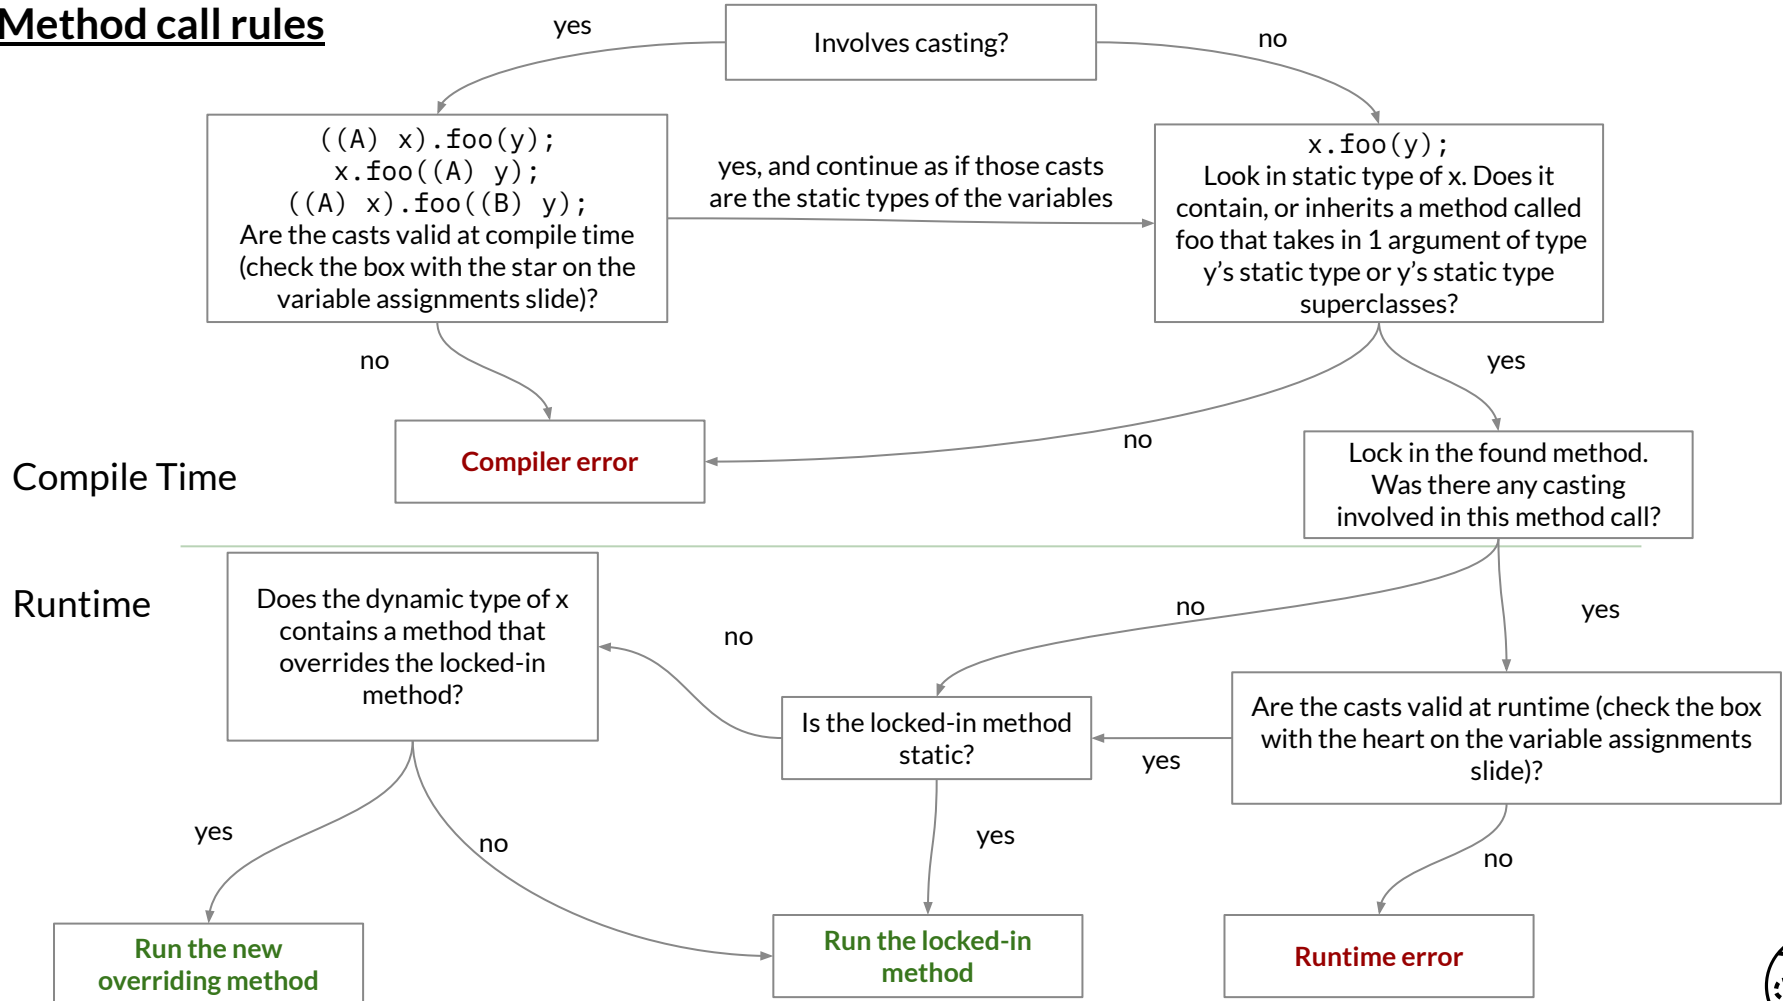 Method call rules
yes
Involves casting?
no
((A) x).foo(y);
x.foo((A) y);
((A) x).foo((B) y);
Are the casts valid at compile time
(check the box with the star on the
variable assignments slide)?
yes, and continue as if those casts
are the static types of the variables
x.foo(y);
Look in static type of x. Does it
contain, or inherits a method called
foo that takes in 1 argument of type
y’s static type or y’s static type
superclasses?
no
yes
Compiler error
no
Lock in the found method.
Was there any casting
involved in this method call?
Compile Time
Runtime
Does the dynamic type of x
contains a method that
overrides the locked-in
method?
no
no
yes
Is the locked-in method
static?
yes
Are the casts valid at runtime (check the box
with the heart on the variable assignments
slide)?
yes
no
yes
no
Run the new
overriding method
Run the locked-in
method
Runtime error